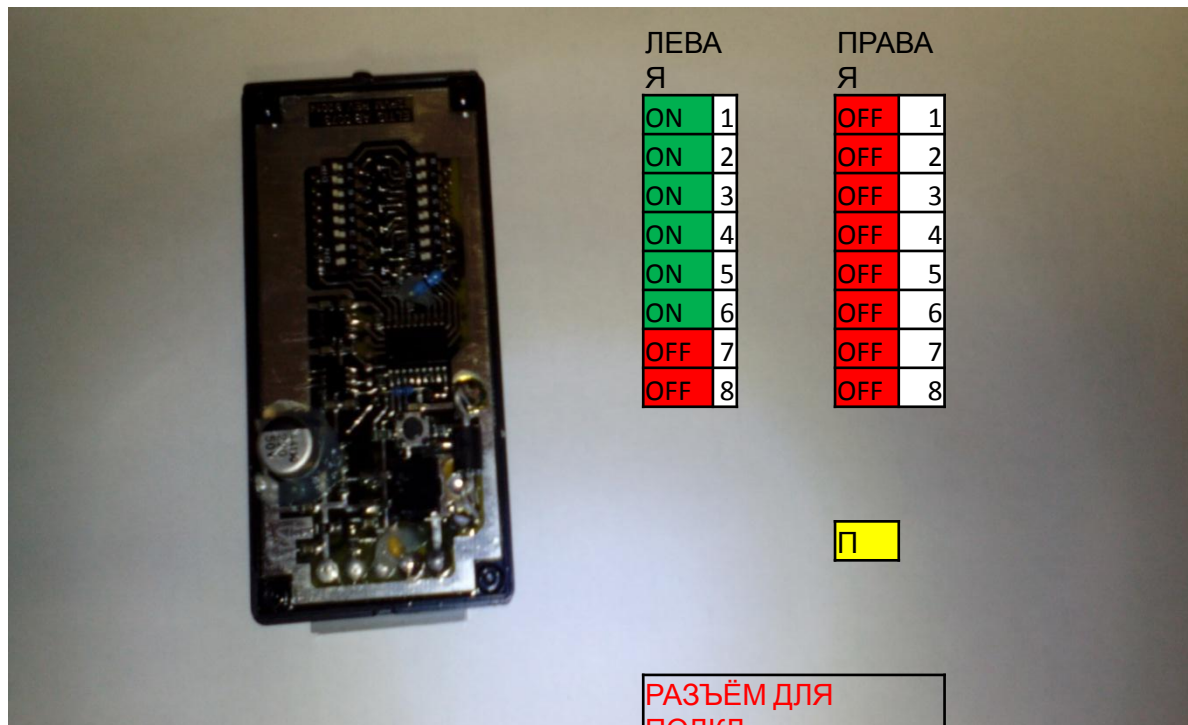 ЛЕВА
Я
ПРАВА
Я
ON 1 OFF 1
ON 2 OFF 2
ON 3 OFF 3
ON 4 OFF 4
ON 5 OFF 5
ON 6 OFF 6
OFF 7 OFF 7
OFF 8 OFF 8
П
РАЗЪЁМ ДЛЯ